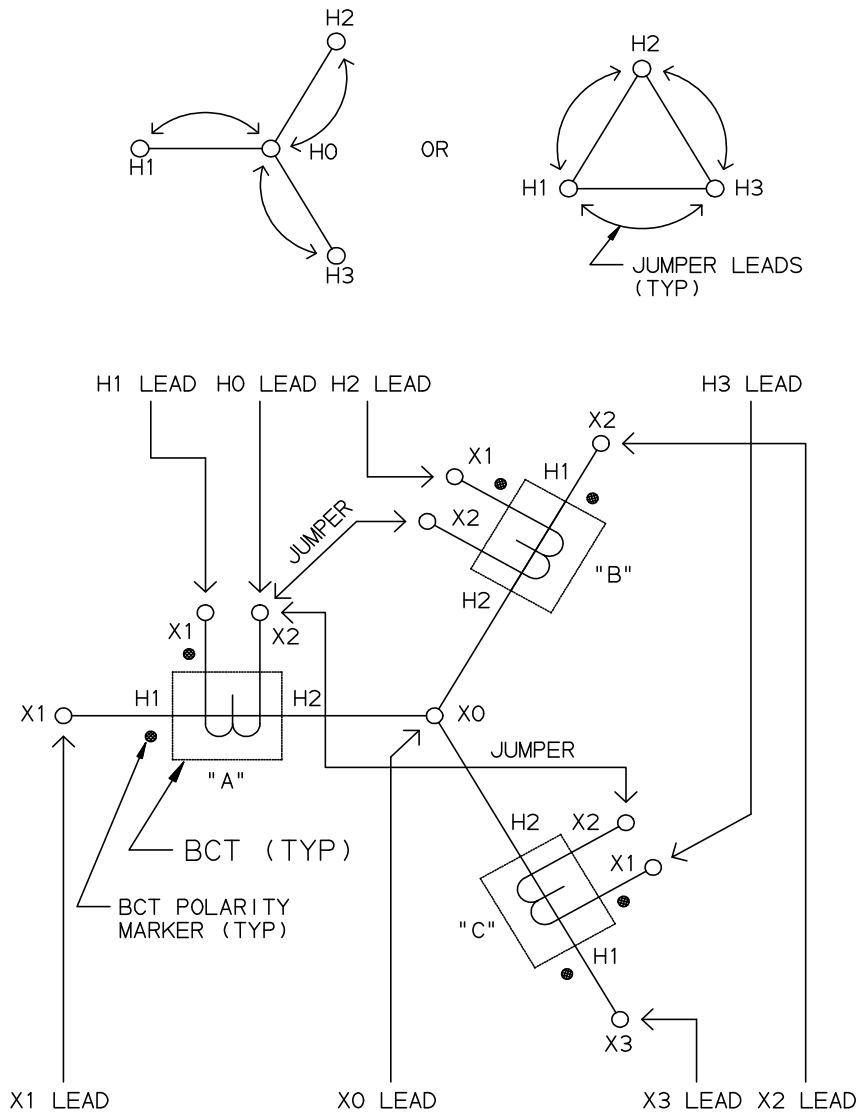 H2
H2
H1
H0
OR
H1
H3
H3
JUMPER LEADS
(TYP)
H1 LEAD
H0 LEAD
H2 LEAD
H3 LEAD
X2
X1
H1
X2
JUMPER
"B"
H2
X1
X2
X1
H1
H2
X0
JUMPER
"A"
H2
X2
BCT (TYP)
X1
BCT POLARITY
MARKER (TYP)
"C"
H1
X3
X1 LEAD
X0 LEAD
X3 LEAD
X2 LEAD